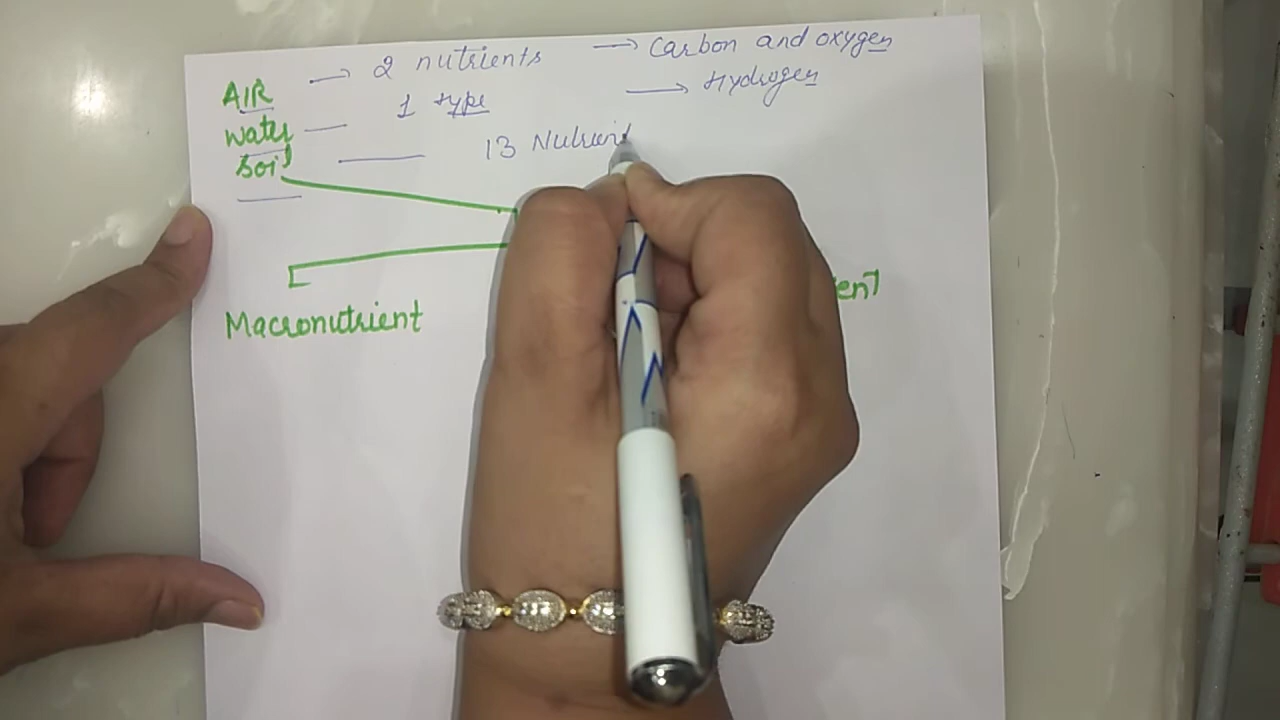 AIR → 2 nutrients → Carbon and oxygen
Water — 1 type → Hydrogen
Soil — 13 Nutrient
Macronutrient